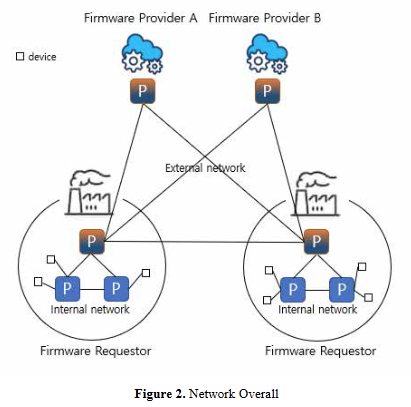 Firmware Provider A Firmware Provider B
device
P P
External network
P P
P P P P
Internal network Internal network
Firmware Requestor Firmware Requestor
Figure 2. Network Overall